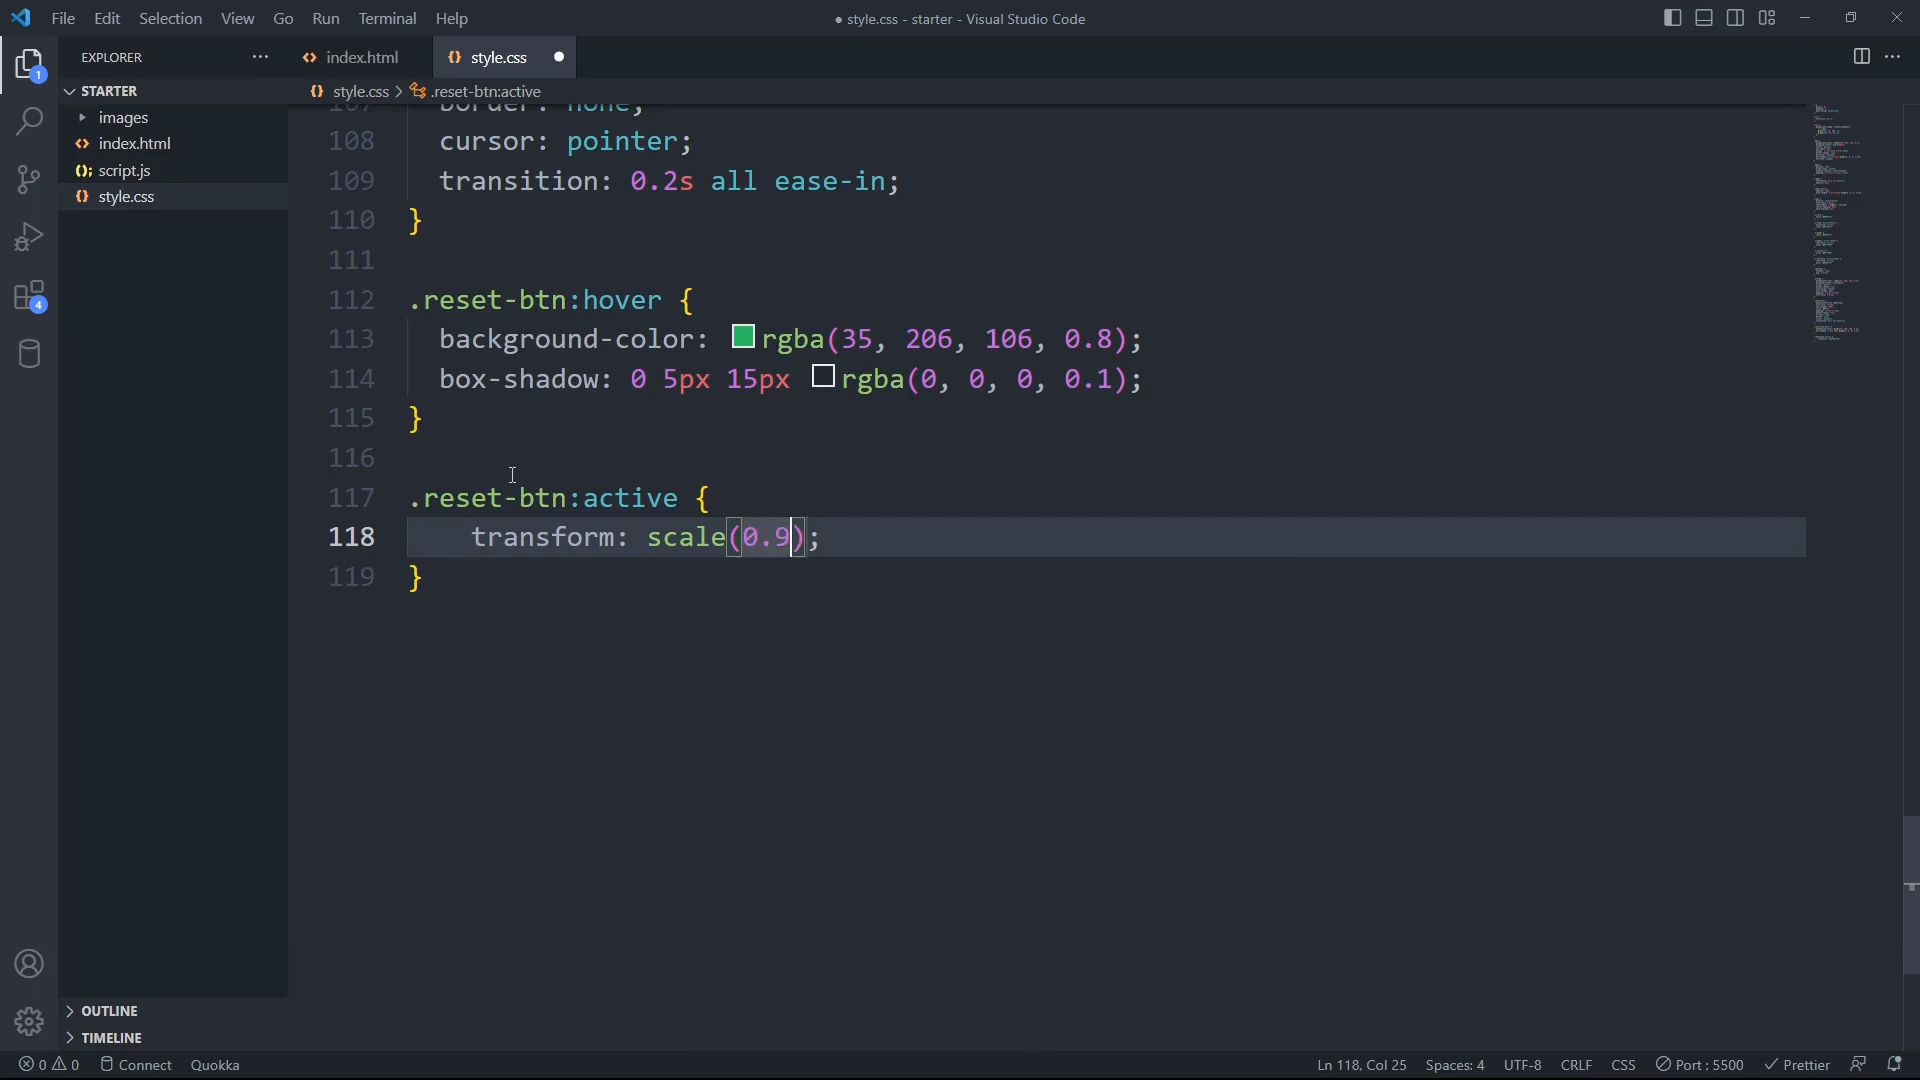 File Edit Selection View Go Run Terminal Help
● style.css - starter - Visual Studio Code
EXPLORER
index.html
style.css
1
STARTER
style.css > .reset-btn:active
images
index.html
script.js
style.css
4
107 border: none;
108 cursor: pointer;
109 transition: 0.2s all ease-in;
110 }
111
112 .reset-btn:hover {
113 background-color: rgba(35, 206, 106, 0.8);
114 box-shadow: 0 5px 15px rgba(0, 0, 0, 0.1);
115 }
116
117 .reset-btn:active {
118 transform: scale(0.9);
119 }
OUTLINE
TIMELINE
0 0 Connect Quokka
Ln 118, Col 25 Spaces: 4 UTF-8 CRLF CSS Port : 5500 Prettier